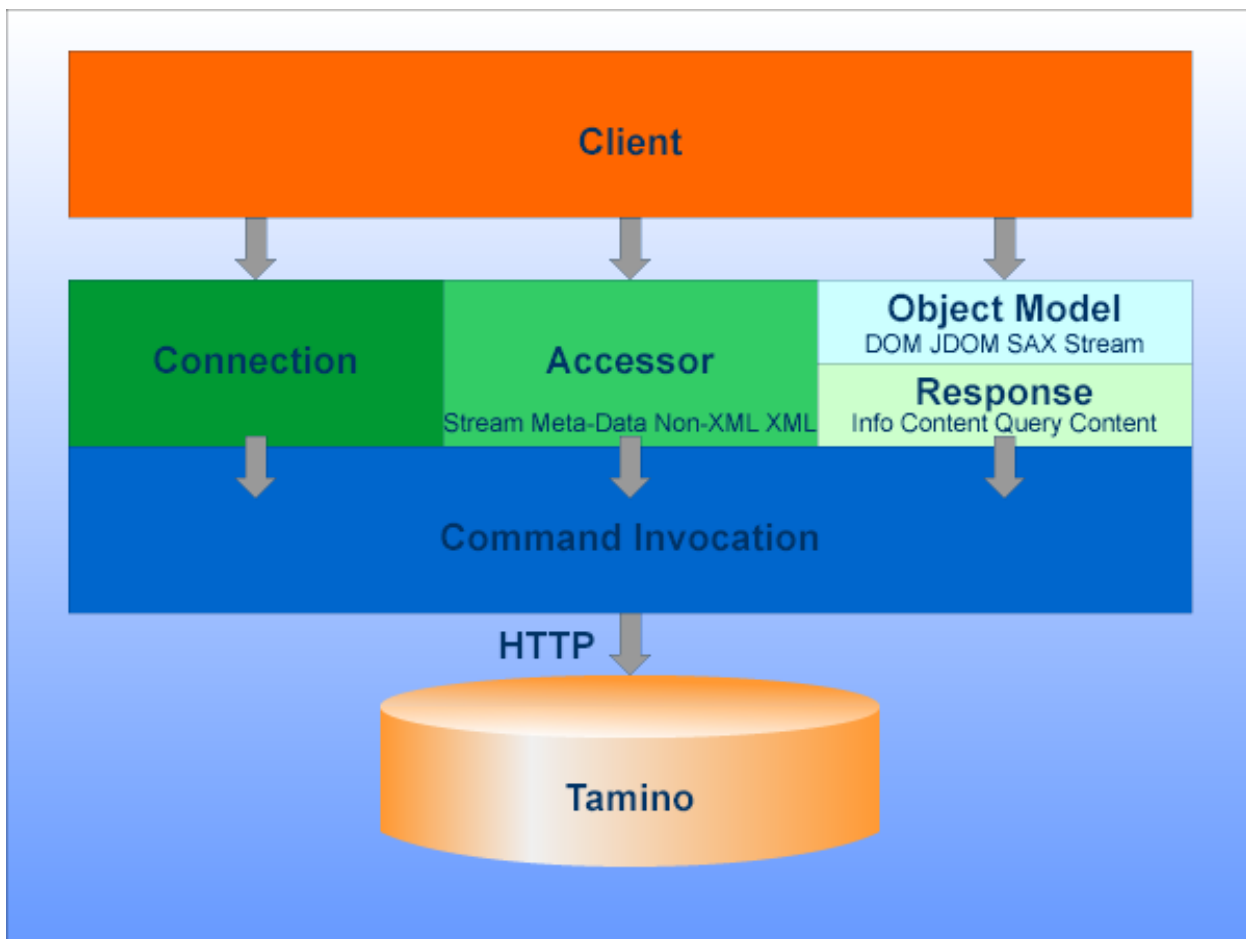 Client
Connection
Accessor
Stream Meta-Data Non-XML XML
Object Model
DOM JDOM SAX Stream
Response
Info Content Query Content
Command Invocation
HTTP
Tamino